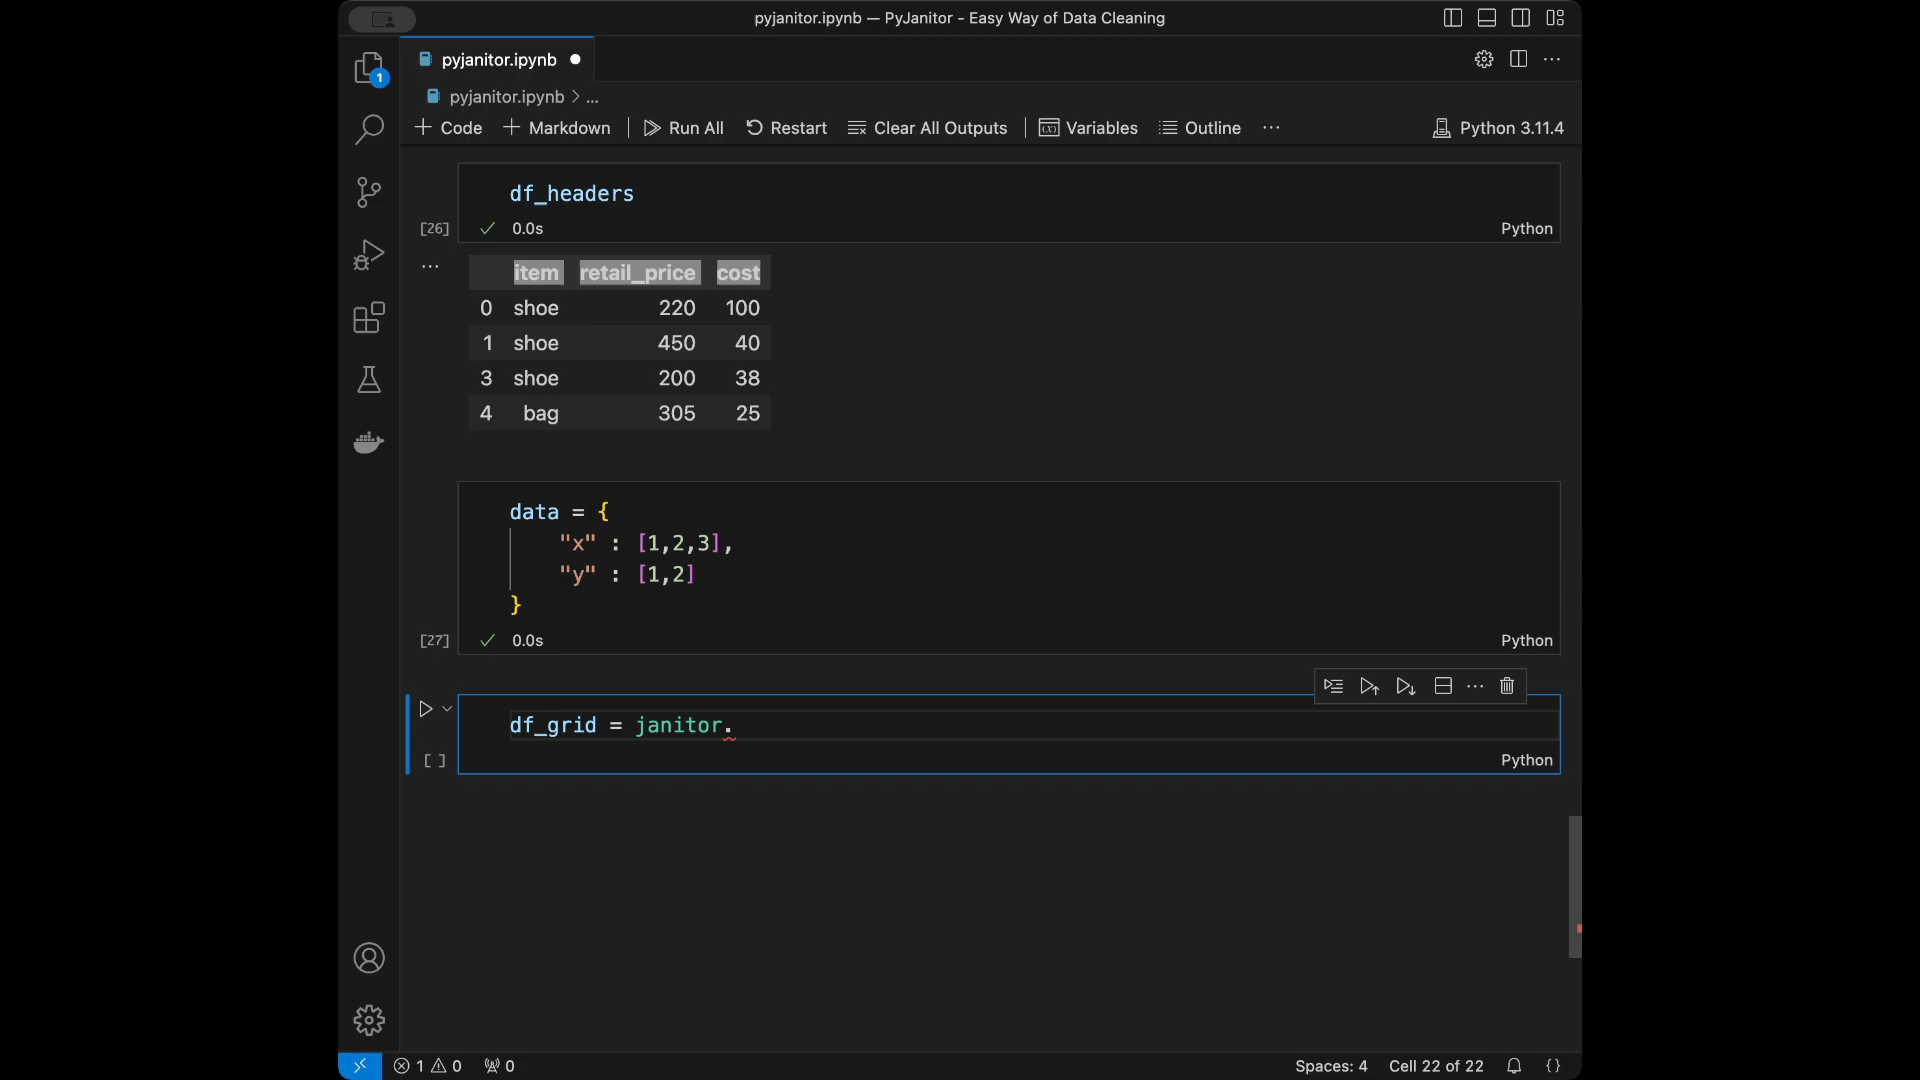 pyjanitor.ipynb — PyJanitor - Easy Way of Data Cleaning
pyjanitor.ipynb
1
pyjanitor.ipynb > ...
+ Code + Markdown Run All Restart Clear All Outputs Variables Outline ... Python 3.11.4
df_headers
[26] 0.0s Python
...
item retail_price cost
0 shoe 220 100
1 shoe 450 40
3 shoe 200 38
4 bag 305 25
data = {
"x" : [1,2,3],
"y" : [1,2]
}
[27] 0.0s Python
df_grid = janitor.
[ ] Python
1 0 0 Spaces: 4 Cell 22 of 22 {}